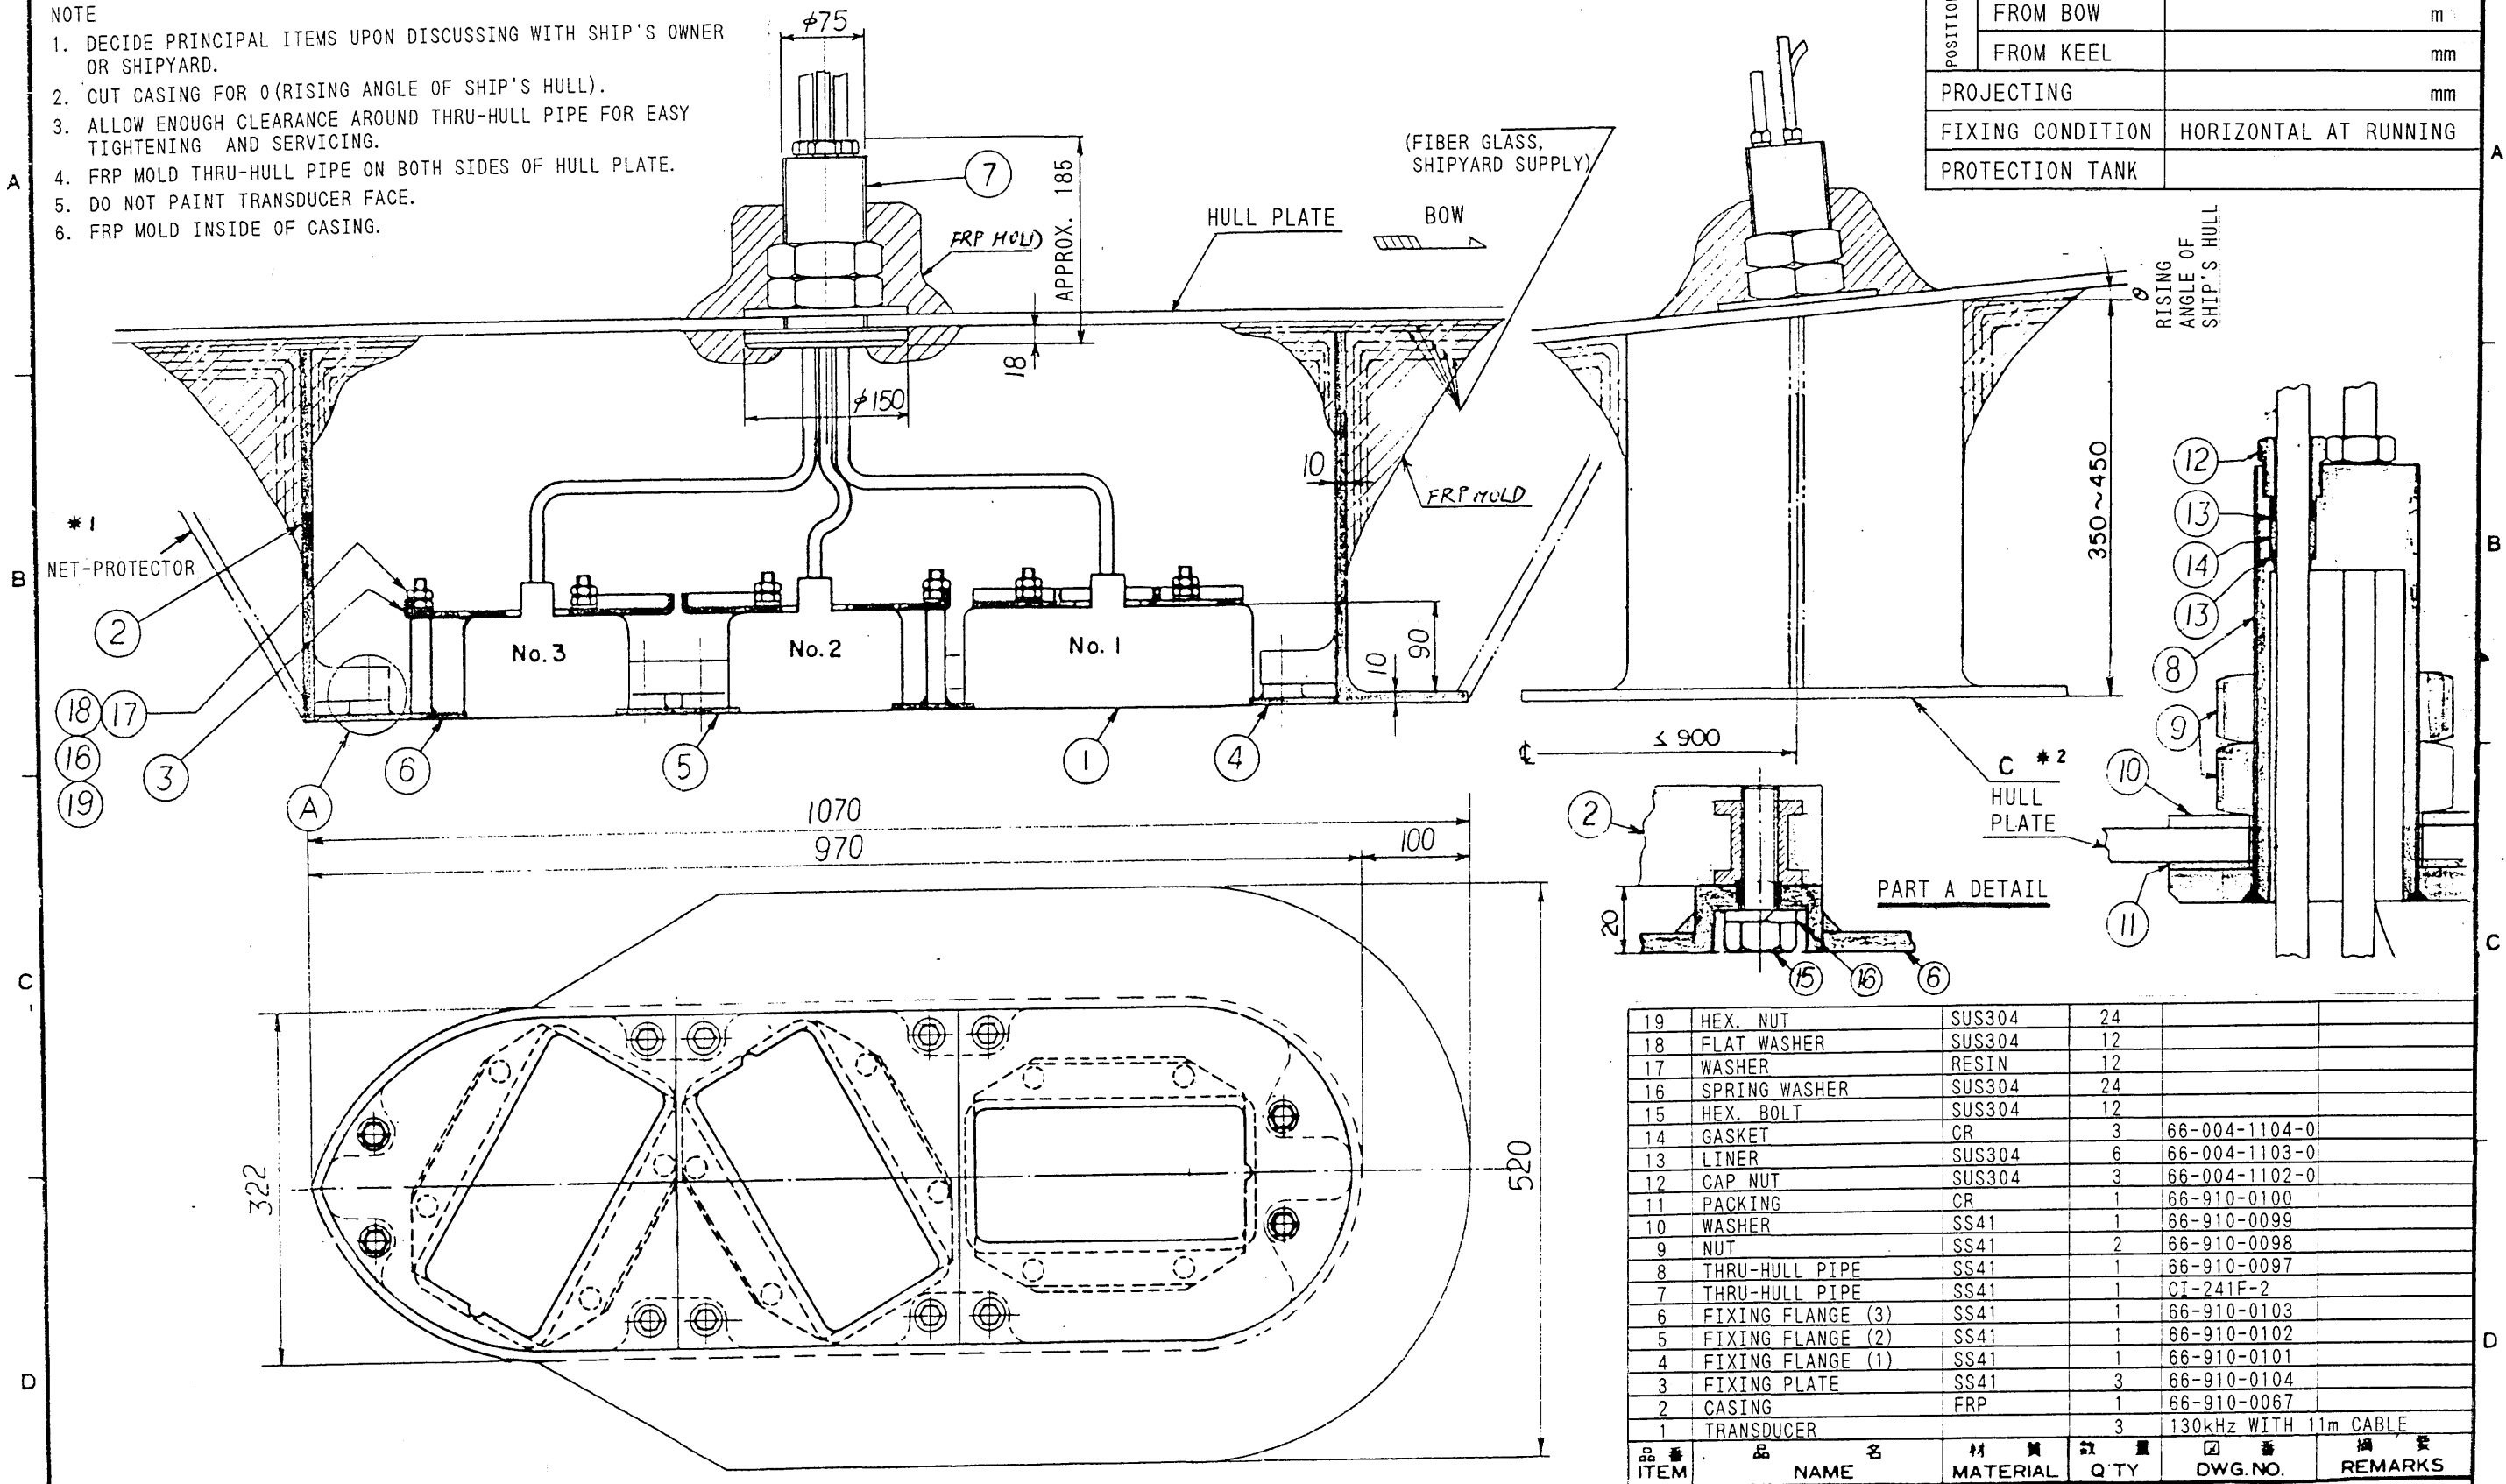 NOTE
1. DECIDE PRINCIPAL ITEMS UPON DISCUSSING WITH SHIP'S OWNER
OR SHIPYARD.
2. CUT CASING FOR 0(RISING ANGLE OF SHIP'S HULL).
3. ALLOW ENOUGH CLEARANCE AROUND THRU-HULL PIPE FOR EASY
TIGHTENING AND SERVICING.
4. FRP MOLD THRU-HULL PIPE ON BOTH SIDES OF HULL PLATE.
5. DO NOT PAINT TRANSDUCER FACE.
6. FRP MOLD INSIDE OF CASING.
POSITION
FROM BOW m
FROM KEEL mm
PROJECTING mm
FIXING CONDITION HORIZONTAL AT RUNNING
PROTECTION TANK
A
A
B
B
C
C
D
D
φ75
7
APPROX. 185
FRP MOLD
HULL PLATE
BOW
(FIBER GLASS,
SHIPYARD SUPPLY)
18
φ150
10
FRP MOLD
*1
NET-PROTECTOR
2
18
17
16
19
3
A
6
5
1
4
No.3
No.2
No.1
10
90
θ
RISING
ANGLE OF
SHIP'S HULL
350~450
≤ 900
C *2
12
13
14
13
8
9
10
HULL
PLATE
11
2
20
PART A DETAIL
15
16
6
1070
970
100
322
520
19 HEX. NUT SUS304 24
18 FLAT WASHER SUS304 12
17 WASHER RESIN 12
16 SPRING WASHER SUS304 24
15 HEX. BOLT SUS304 12
14 GASKET CR 3 66-004-1104-0
13 LINER SUS304 6 66-004-1103-0
12 CAP NUT SUS304 3 66-004-1102-0
11 PACKING CR 1 66-910-0100
10 WASHER SS41 1 66-910-0099
9 NUT SS41 2 66-910-0098
8 THRU-HULL PIPE SS41 1 66-910-0097
7 THRU-HULL PIPE SS41 1 CI-241F-2
6 FIXING FLANGE (3) SS41 1 66-910-0103
5 FIXING FLANGE (2) SS41 1 66-910-0102
4 FIXING FLANGE (1) SS41 1 66-910-0101
3 FIXING PLATE SS41 3 66-910-0104
2 CASING FRP 1 66-910-0067
1 TRANSDUCER 3 130kHz WITH 11m CABLE
品番 品名 材質 数量 図番 摘要
ITEM NAME MATERIAL Q'TY DWG.NO. REMARKS